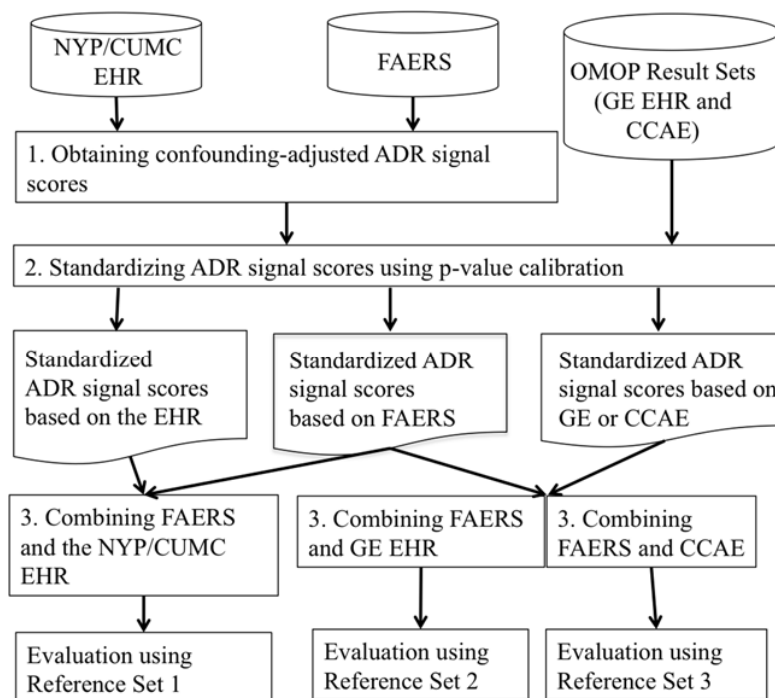 NYP/CUMC
EHR
FAERS
OMOP Result Sets
(GE EHR and
CCAE)
1. Obtaining confounding-adjusted ADR signal
scores
2. Standardizing ADR signal scores using p-value calibration
Standardized
ADR signal scores
based on the EHR
Standardized ADR
signal scores
based on FAERS
Standardized ADR
signal scores based on
GE or CCAE
3. Combining FAERS
and the NYP/CUMC
EHR
3. Combining FAERS
and GE EHR
3. Combining
FAERS and CCAE
Evaluation using
Reference Set 1
Evaluation using
Reference Set 2
Evaluation using
Reference Set 3